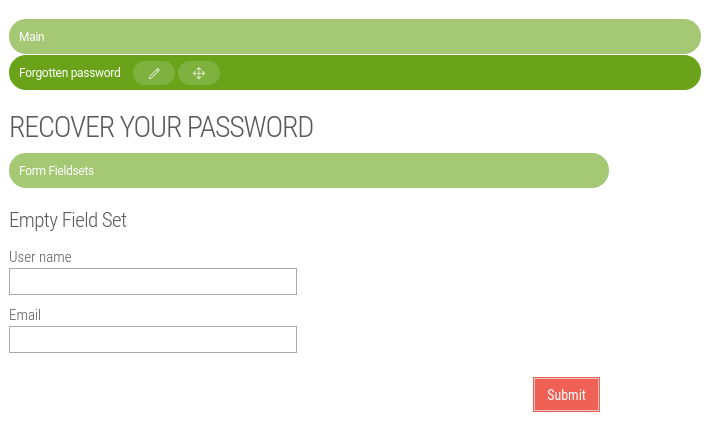 Main
Forgotten password
RECOVER YOUR PASSWORD
Form Fieldsets
Empty Field Set
User name
Email
Submit